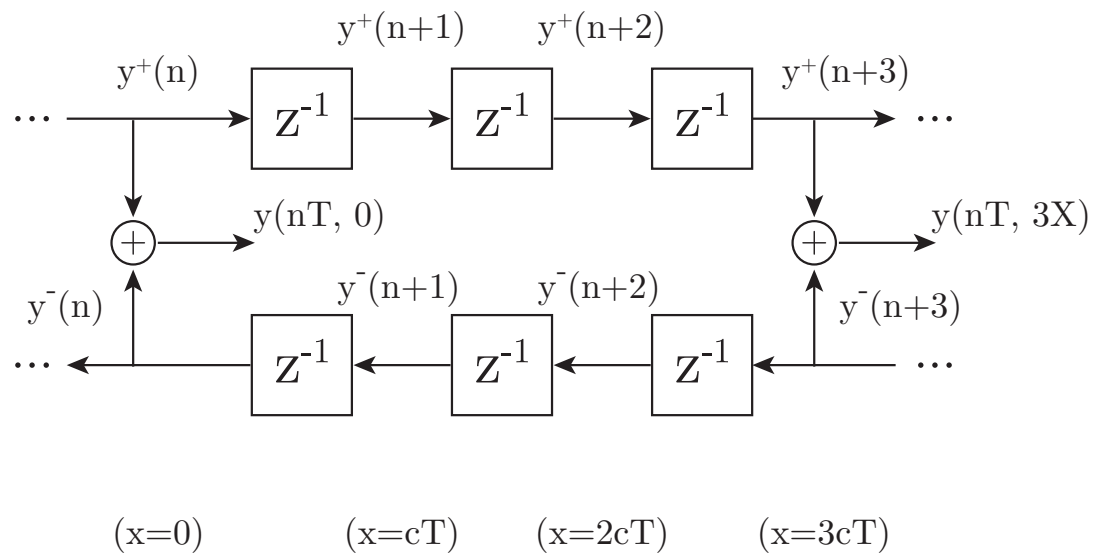 y⁺(n+1) y⁺(n+2)
y⁺(n) y⁺(n+3)
... z⁻¹ z⁻¹ z⁻¹ ...
+ y(nT, 0) + y(nT, 3X)
y⁻(n) y⁻(n+1) y⁻(n+2) y⁻(n+3)
... z⁻¹ z⁻¹ z⁻¹ ...
(x=0) (x=cT) (x=2cT) (x=3cT)